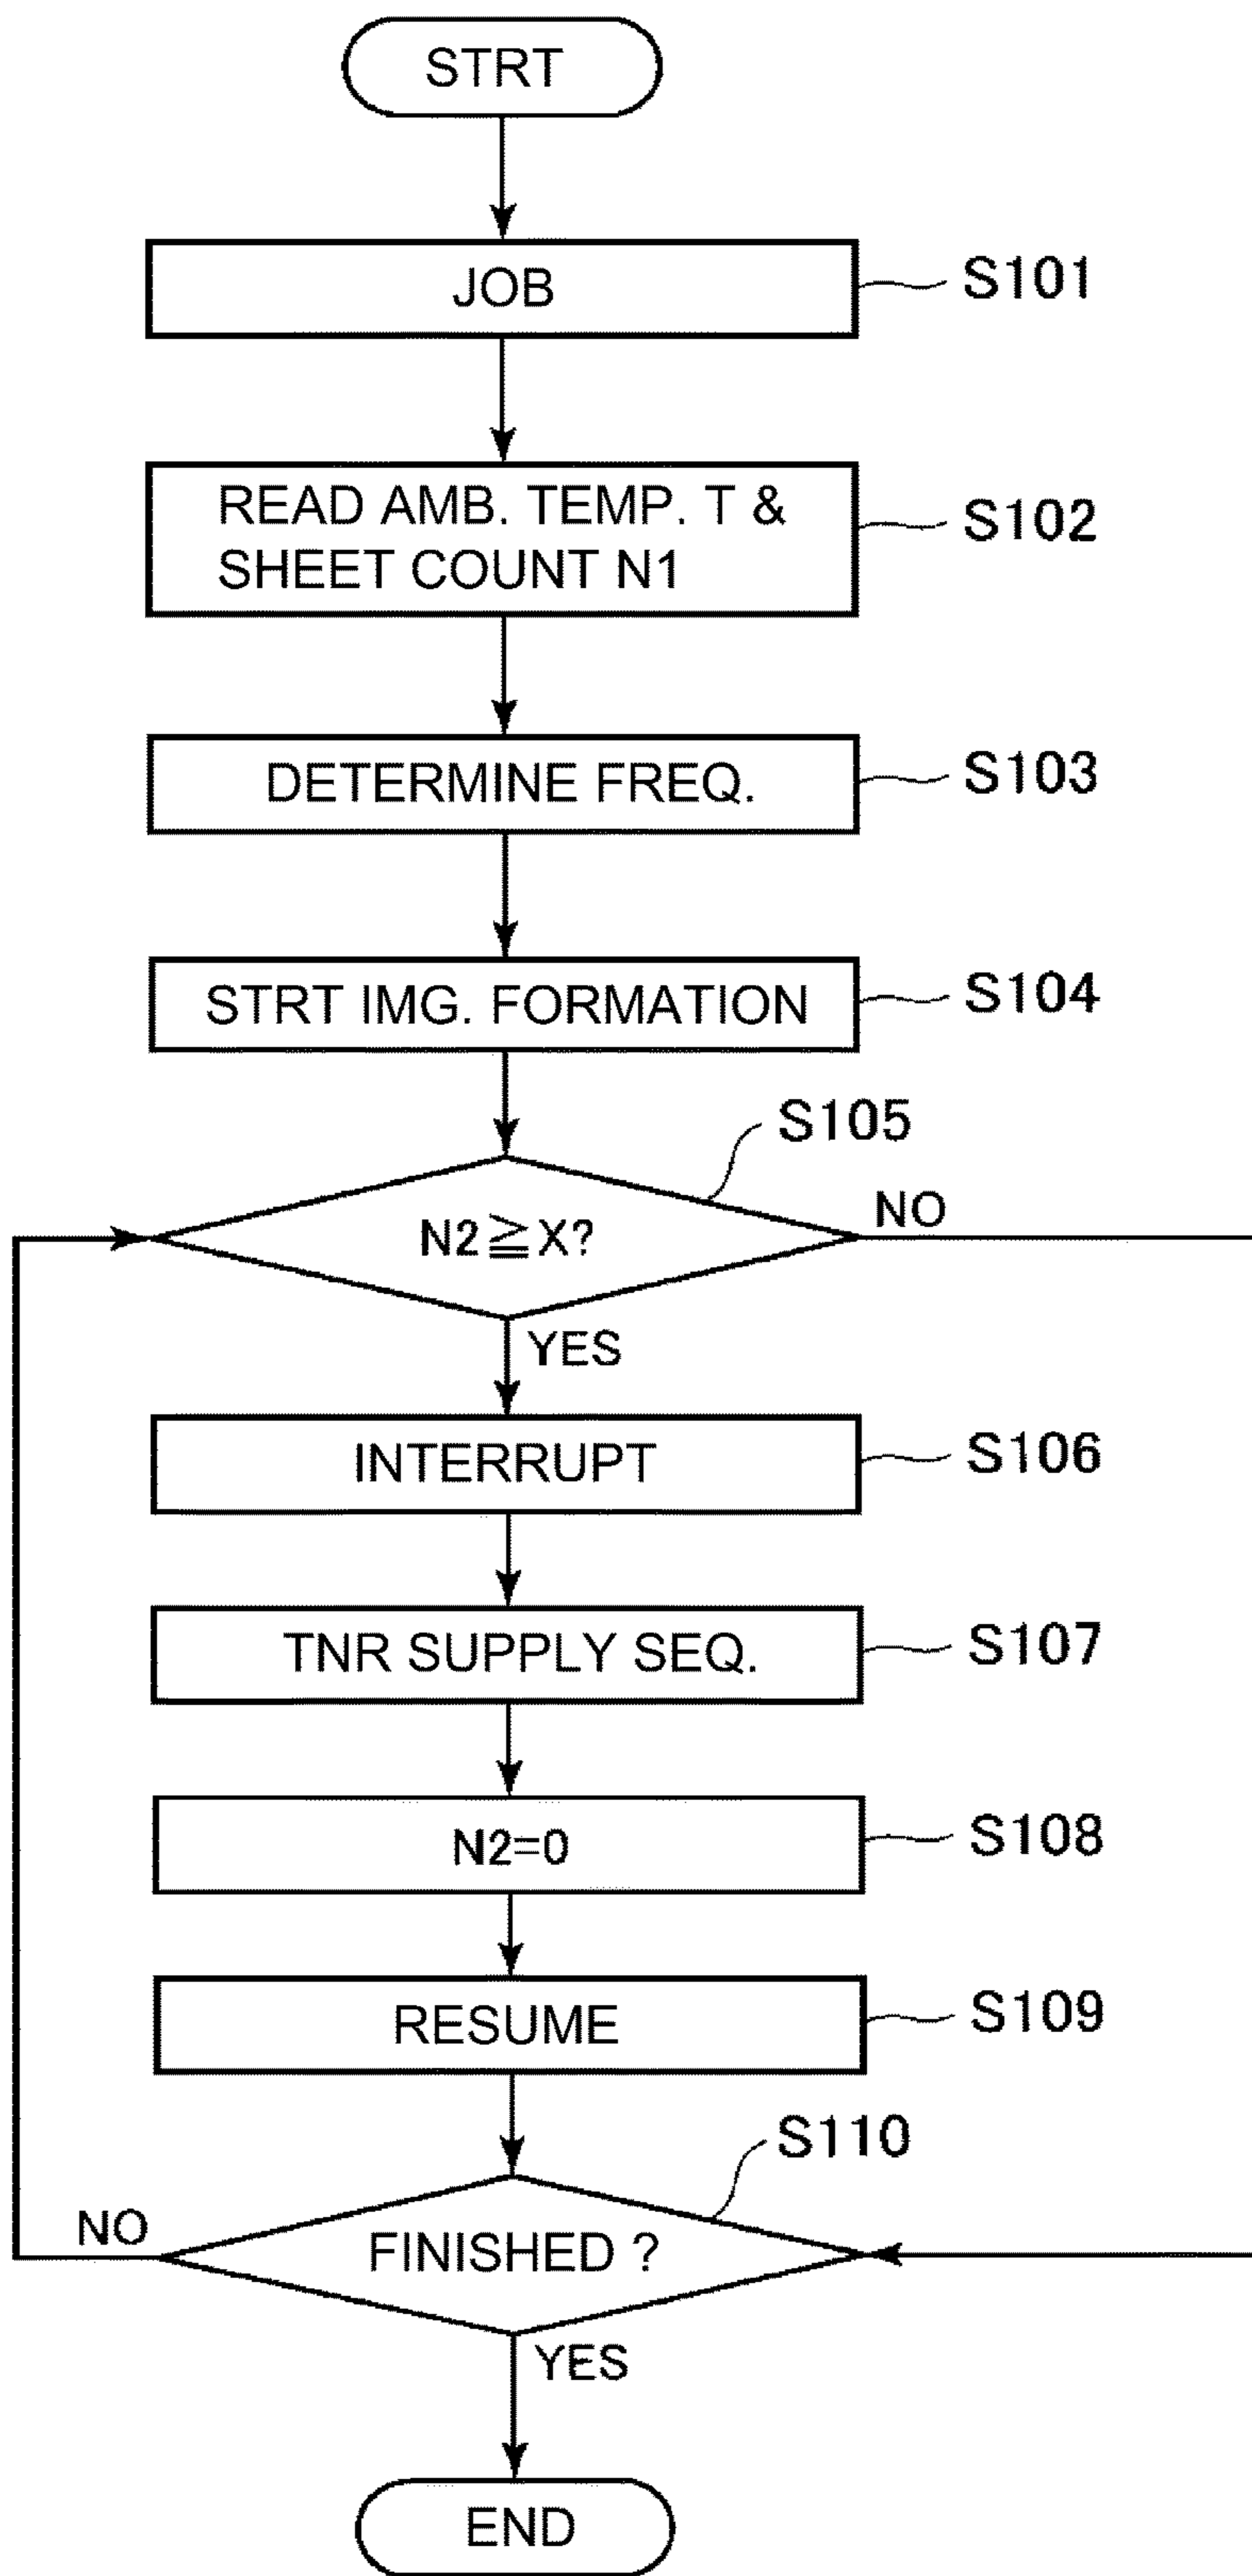 STRT
JOB
S101
READ AMB. TEMP. T &
SHEET COUNT N1
S102
DETERMINE FREQ.
S103
STRT IMG. FORMATION
S104
S105
N2≧X?
NO
YES
INTERRUPT
S106
TNR SUPPLY SEQ.
S107
N2=0
S108
RESUME
S109
S110
NO
FINISHED ?
YES
END